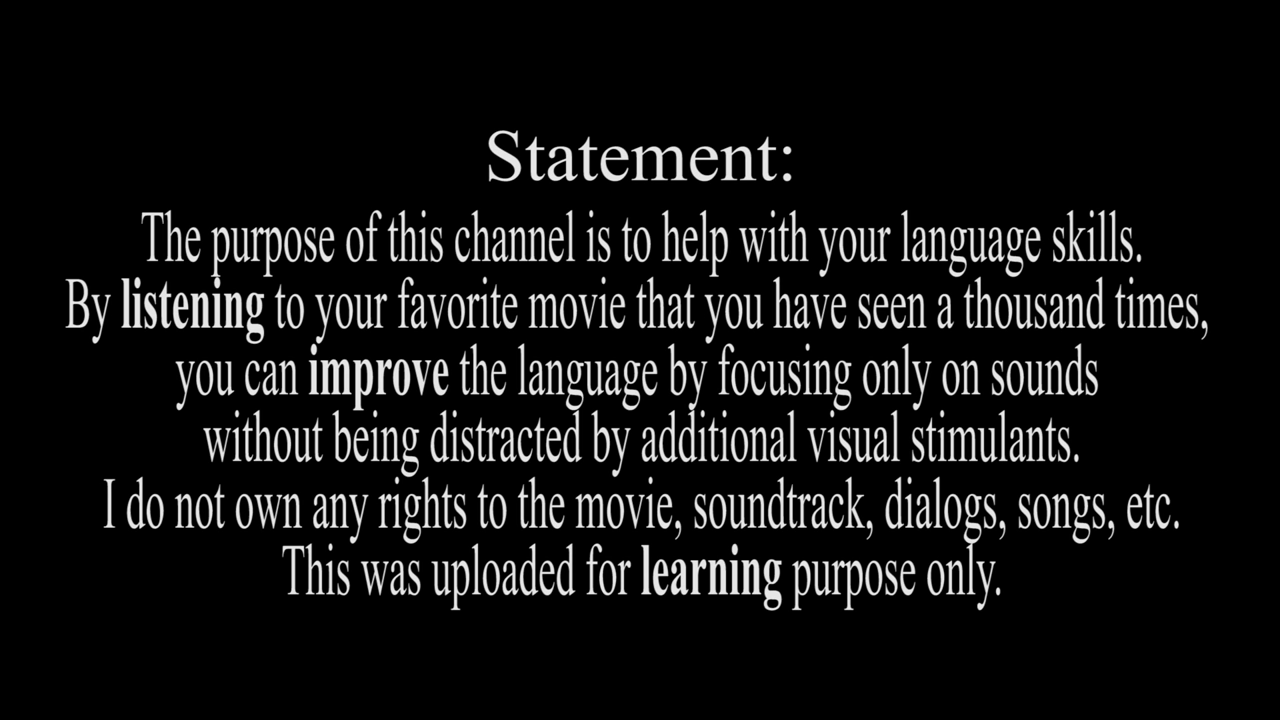 Statement:
The purpose of this channel is to help with your language skills.
By listening to your favorite movie that you have seen a thousand times,
you can improve the language by focusing only on sounds
without being distracted by additional visual stimulants.
I do not own any rights to the movie, soundtrack, dialogs, songs, etc.
This was uploaded for learning purpose only.